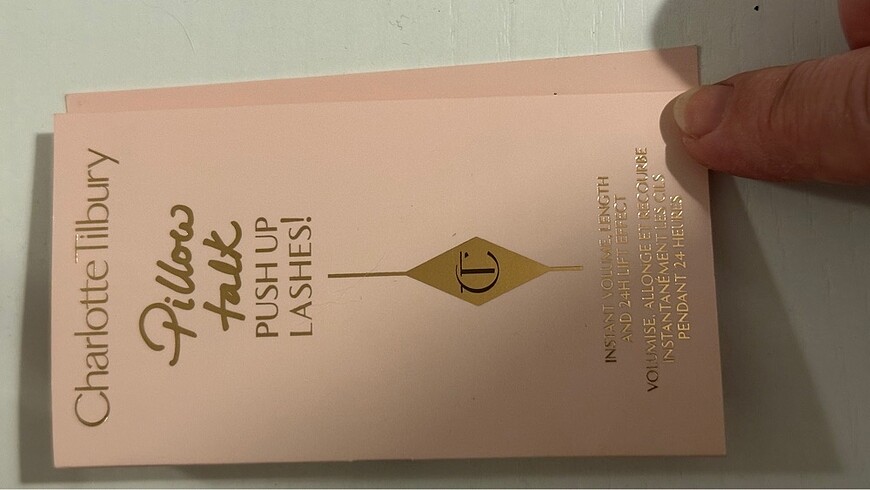 Charlotte Tilbury
Pillow
talk
PUSH UP
LASHES!
CT
INSTANT VOLUME, LENGTH
AND 24H LIFT EFFECT
VOLUMISE, ALLONGE ET RECOURBE
INSTANTANÉMENT LES CILS
PENDANT 24 HEURES